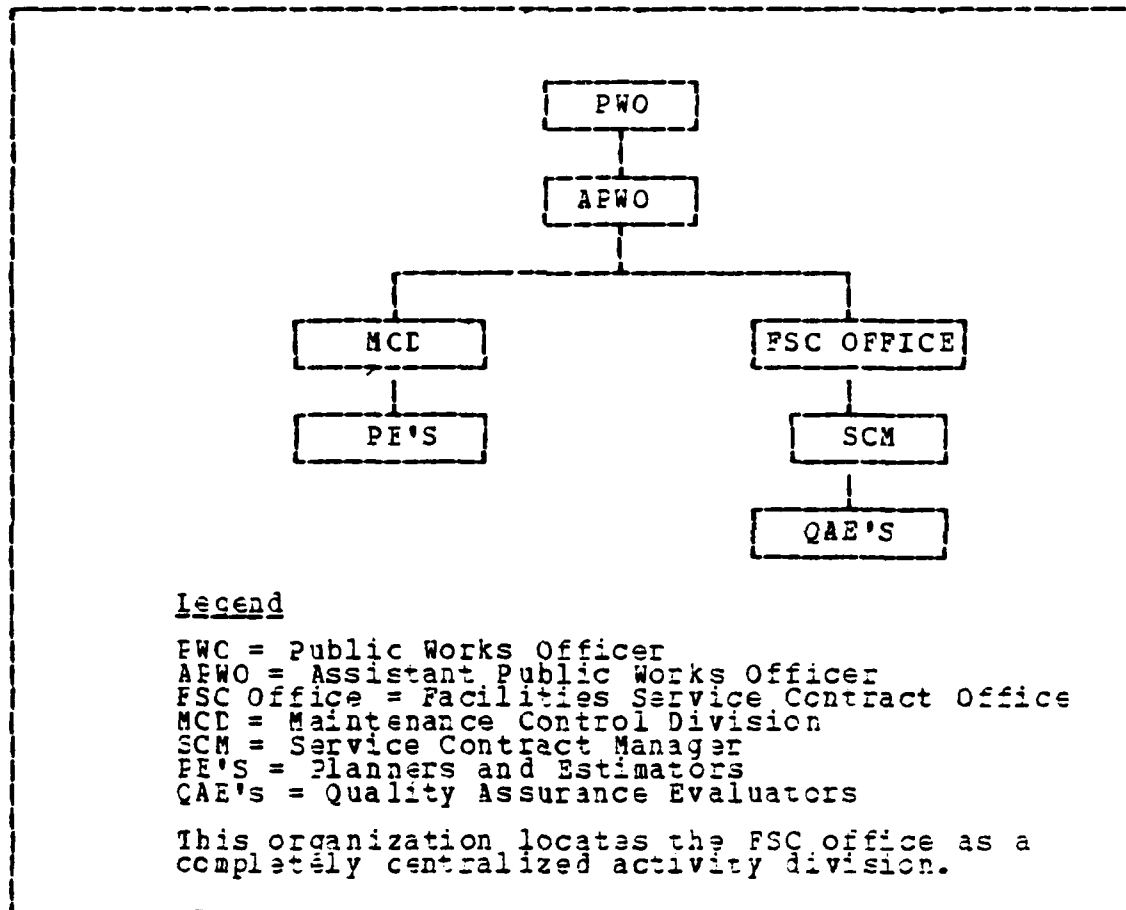 PWO
APWO
MCD
FSC OFFICE
PE'S
SCM
QAE'S
Legend
PWC = Public Works Officer
APWO = Assistant Public Works Officer
FSC Office = Facilities Service Contract Office
MCD = Maintenance Control Division
SCM = Service Contract Manager
PE'S = Planners and Estimators
QAE's = Quality Assurance Evaluators
This organization locates the FSC office as a
completely centralized activity division.